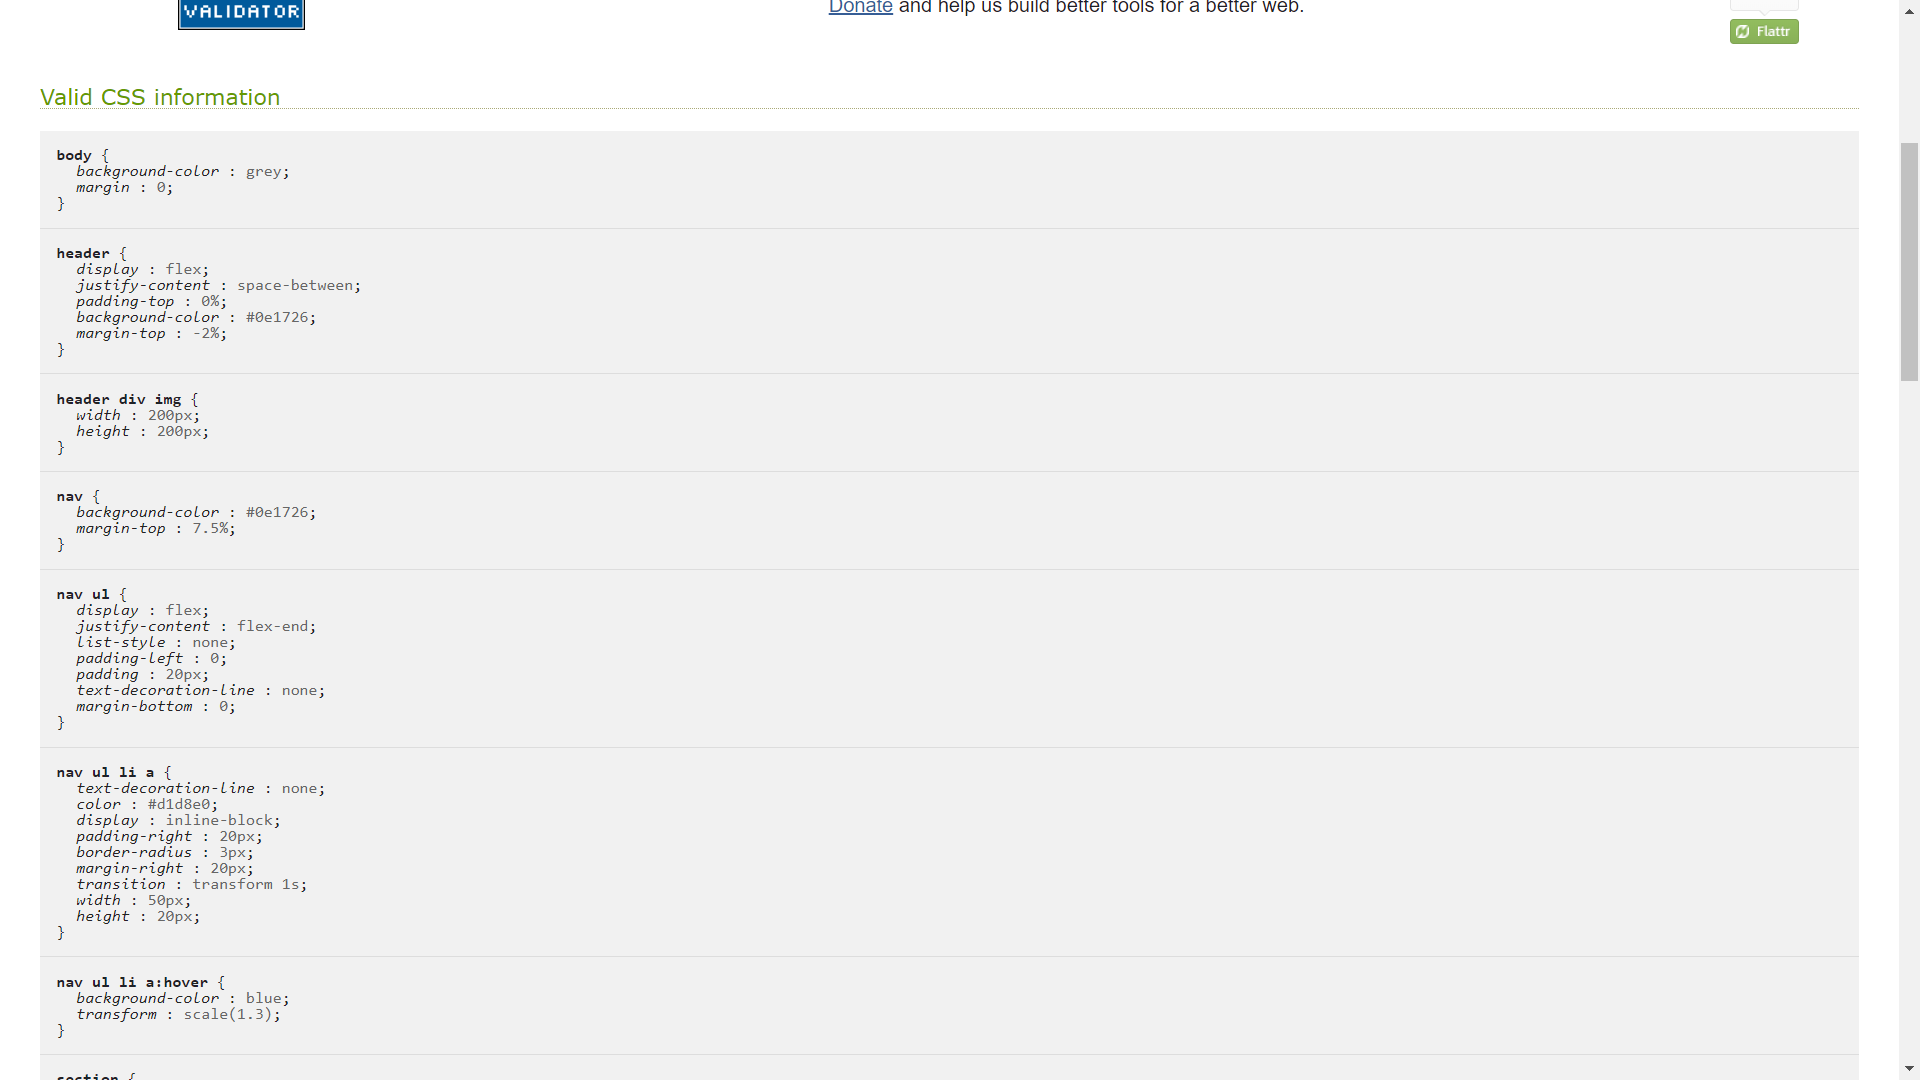 VALIDATOR
Donate and help us build better tools for a better web.
Flattr
Valid CSS information
body {
background-color : grey;
margin : 0;
}
header {
display : flex;
justify-content : space-between;
padding-top : 0%;
background-color : #0e1726;
margin-top : -2%;
}
header div img {
width : 200px;
height : 200px;
}
nav {
background-color : #0e1726;
margin-top : 7.5%;
}
nav ul {
display : flex;
justify-content : flex-end;
list-style : none;
padding-left : 0;
padding : 20px;
text-decoration-line : none;
margin-bottom : 0;
}
nav ul li a {
text-decoration-line : none;
color : #d1d8e0;
display : inline-block;
padding-right : 20px;
border-radius : 3px;
margin-right : 20px;
transition : transform 1s;
width : 50px;
height : 20px;
}
nav ul li a:hover {
background-color : blue;
transform : scale(1.3);
}
section {